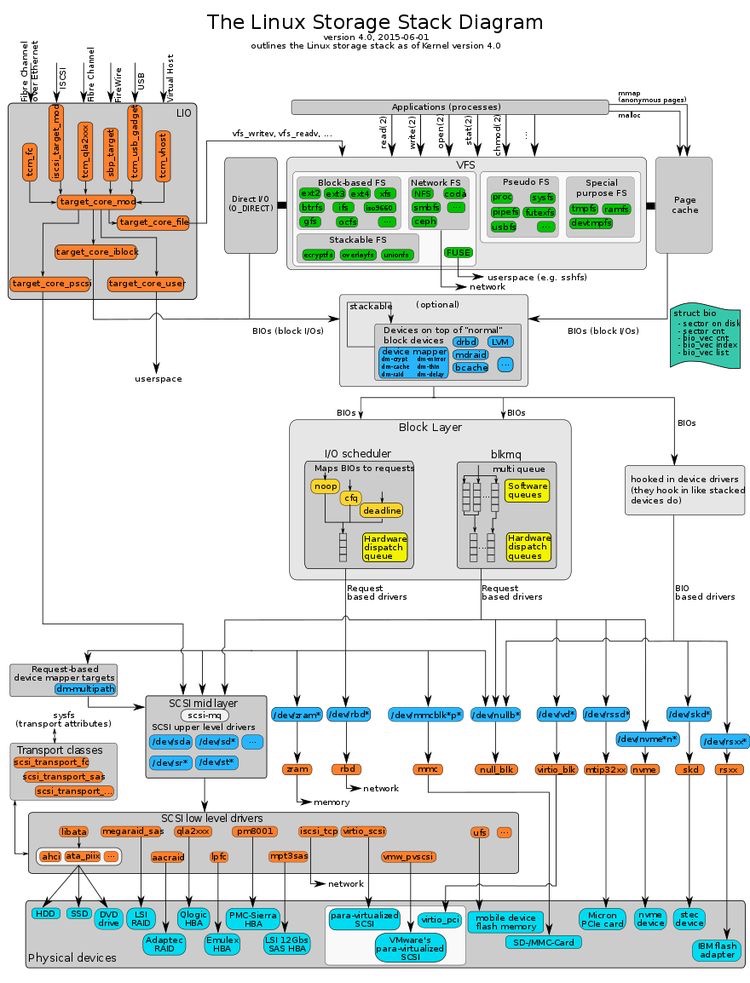 The Linux Storage Stack Diagram
version 4.0, 2015-06-01
outlines the Linux storage stack as of Kernel version 4.0
Fibre Channel
over Ethernet
ISCSI
Fibre Channel
FireWire
USB
Virtual Host
LIO
tcm_fc
iscsi_target_mod
tcm_qla2xxx
sbp_target
tcm_usb_gadget
tcm_vhost
target_core_mod
target_core_file
target_core_iblock
target_core_pscsi
target_core_user
userspace
vfs_writev, vfs_readv, ...
Applications (processes)
mmap
(anonymous pages)
malloc
read(2)
write(2)
open(2)
stat(2)
chmod(2)
...
VFS
Direct I/O
(O_DIRECT)
Block-based FS
ext2
ext3
ext4
xfs
btrfs
ifs
iso9660
gfs
ocfs
...
Stackable FS
ecryptfs
overlayfs
unionfs
Network FS
NFS
coda
smbfs
...
ceph
FUSE
Pseudo FS
proc
sysfs
pipefs
futexfs
usbfs
...
Special
purpose FS
tmpfs
ramfs
devtmpfs
Page
cache
userspace (e.g. sshfs)
network
BIOs (block I/Os)
stackable
(optional)
Devices on top of "normal"
block devices
drbd
LVM
device mapper
dm-crypt
dm-mirror
dm-cache
dm-thin
dm-raid
dm-delay
mdraid
bcache
...
BIOs (block I/Os)
struct bio
- sector on disk
- sector cnt
- bio_vec cnt
- bio_vec index
- bio_vec list
BIOs
BIOs
BIOs
Block Layer
I/O scheduler
Maps BIOs to requests
noop
cfq
deadline
Hardware
dispatch
queue
blkmq
multi queue
Software
queues
Hardware
dispatch
queues
hooked in device drivers
(they hook in like stacked
devices do)
Request
based drivers
Request
based drivers
BIO
based drivers
Request-based
device mapper targets
dm-multipath
sysfs
(transport attributes)
Transport classes
scsi_transport_fc
scsi_transport_sas
scsi_transport_...
SCSI mid layer
scsi-mq
SCSI upper level drivers
/dev/sda
/dev/sd*
...
/dev/sr*
/dev/st*
/dev/zram*
/dev/rbd*
/dev/mmcblk*p*
/dev/nullb*
/dev/vd*
/dev/rssd*
/dev/nvme*n*
/dev/skd*
/dev/rsxx*
zram
rbd
mmc
null_blk
virtio_blk
mtip32xx
nvme
skd
rsxx
memory
network
SCSI low level drivers
libata
megaraid_sas
qla2xxx
pm8001
iscsi_tcp
virtio_scsi
ufs
...
ahci
ata_piix
...
aacraid
lpfc
mpt3sas
vmw_pvscsi
network
HDD
SSD
DVD
drive
LSI
RAID
Adaptec
RAID
Qlogic
HBA
Emulex
HBA
PMC-Sierra
HBA
LSI 12Gbs
SAS HBA
para-virtualized
SCSI
VMware's
para-virtualized
SCSI
virtio_pci
mobile device
flash memory
SD-/MMC-Card
Micron
PCIe card
nvme
device
stec
device
IBM flash
adapter
Physical devices